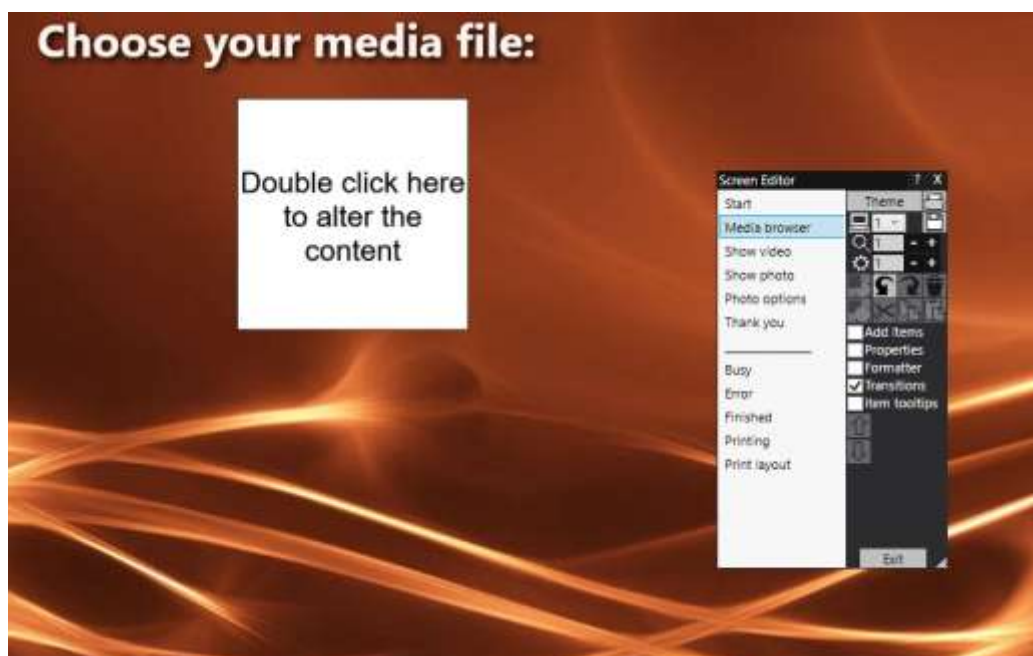 Choose your media file:
Double click here
to alter the
content
Screen Editor
? X
Start
Media browser
Show video
Show photo
Photo options
Thank you
Busy
Error
Finished
Printing
Print layout
Theme
1
1 - +
1 - +
Add Items
Properties
Formatter
Transitions
Item tooltips
Exit